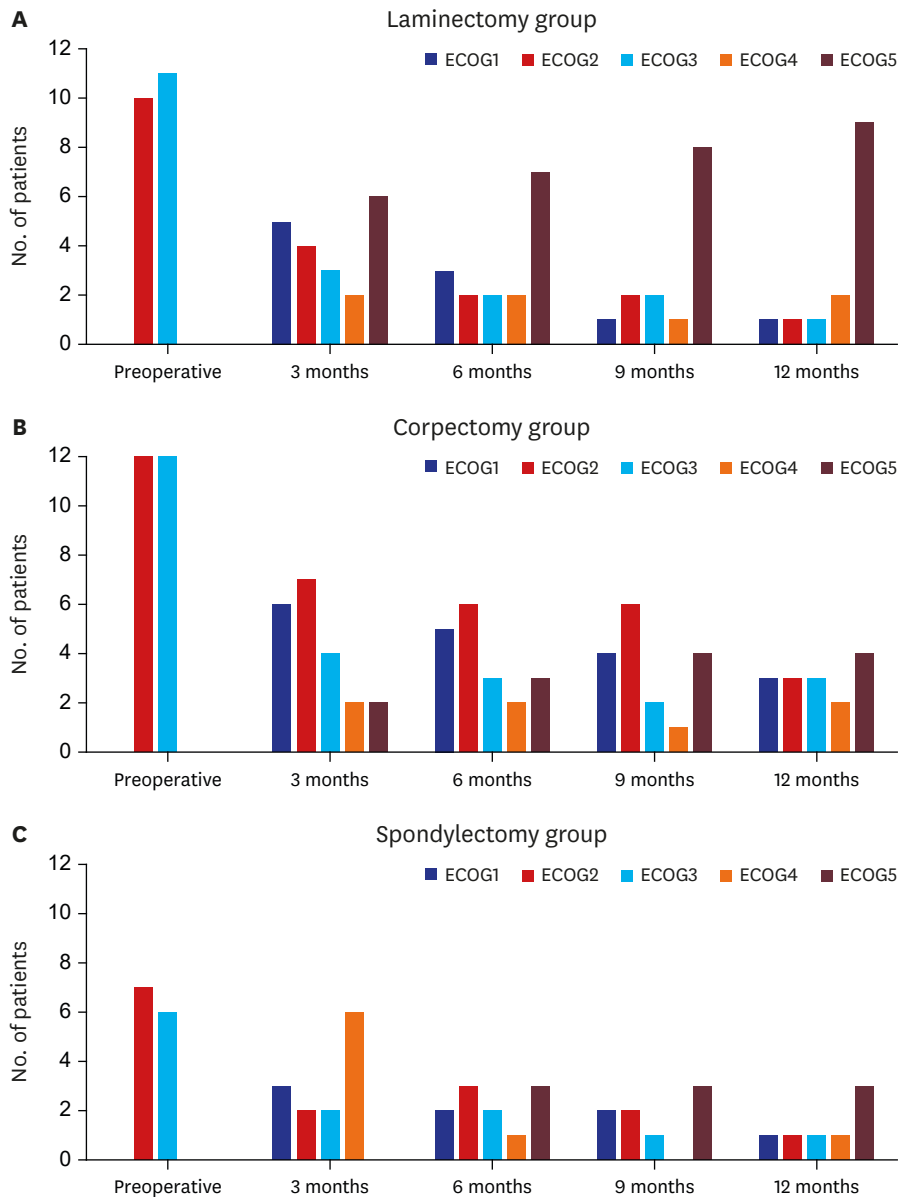 A
Laminectomy group
ECOG1 ECOG2 ECOG3 ECOG4 ECOG5
No. of patients
12
10
8
6
4
2
0
Preoperative 3 months 6 months 9 months 12 months
B
Corpectomy group
ECOG1 ECOG2 ECOG3 ECOG4 ECOG5
No. of patients
12
10
8
6
4
2
0
Preoperative 3 months 6 months 9 months 12 months
C
Spondylectomy group
ECOG1 ECOG2 ECOG3 ECOG4 ECOG5
No. of patients
12
10
8
6
4
2
0
Preoperative 3 months 6 months 9 months 12 months